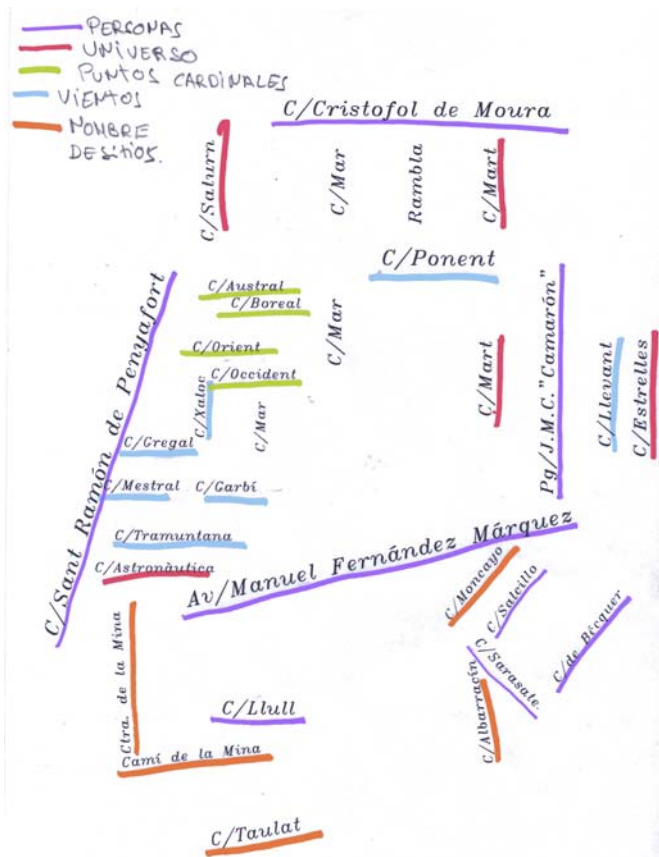 PERSONAS
UNIVERSO
PUNTOS CARDINALES
VIENTOS
NOMBRE
DE SITIOS.
C/Cristofol de Moura
C/Saturn
C/Mar
Rambla
C/Mart
C/Ponent
C/Sant Ramón de Penyafort
C/Austral
C/Boreal
C/Mar
C/Orient
C/Occident
C/Xaloc
C/Mar
C/Mart
Pg/J.M.C."Camarón"
C/Llevant
C/Estrelles
C/Gregal
C/Mestral
C/Garbí
C/Tramuntana
C/Astronàutica
Av/Manuel Fernández Márquez
C/Moncayo
C/Salcillo
C/Sarasate.
C/de Bécquer
C/Albarracín
Ctra. de la Mina
C/Llull
Camí de la Mina
C/Taulat